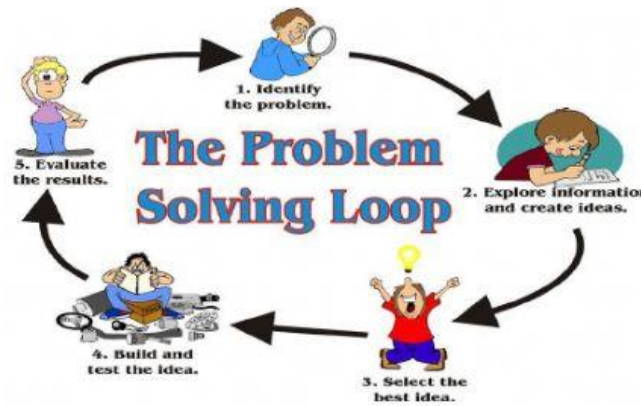 The Problem
Solving Loop
1. Identify
the problem.
2. Explore information
and create ideas.
3. Select the
best idea.
4. Build and
test the idea.
5. Evaluate
the results.